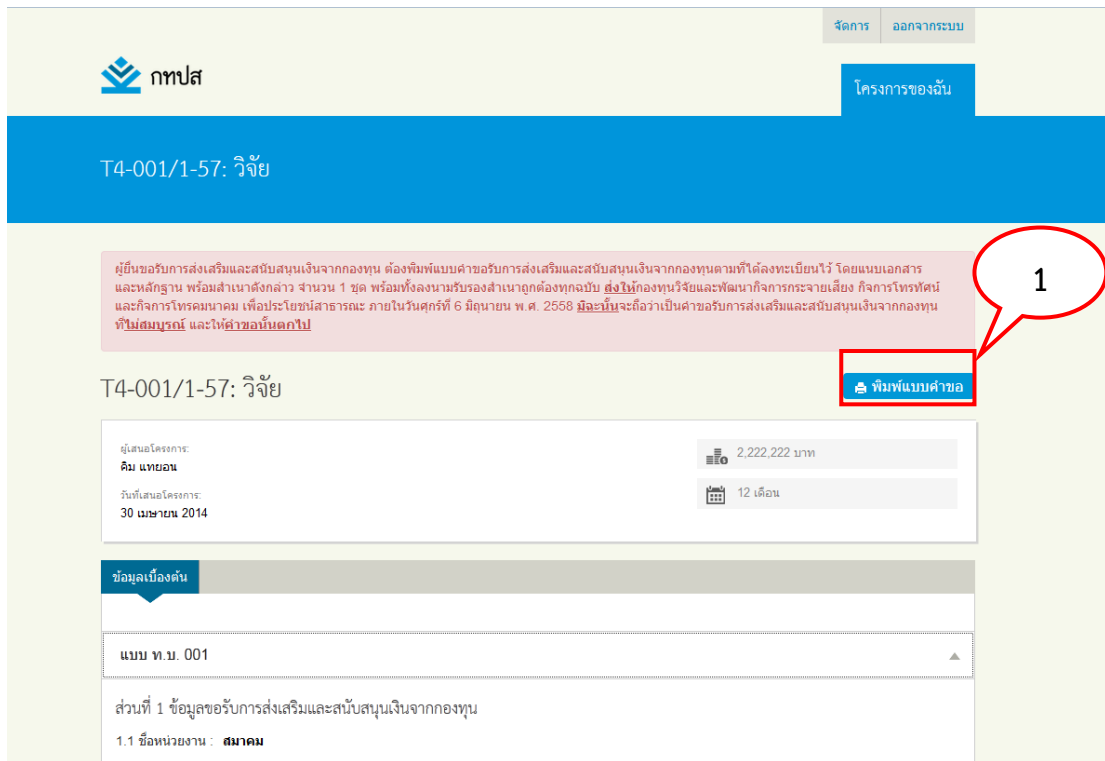 จัดการ ออกจากระบบ
กทปส
โครงการของฉัน
T4-001/1-57: วิจัย
ผู้ยื่นขอรับการส่งเสริมและสนับสนุนเงินจากกองทุน ต้องพิมพ์แบบคำขอรับการส่งเสริมและสนับสนุนเงินจากกองทุนตามที่ได้ลงทะเบียนไว้ โดยแนบเอกสาร
และหลักฐาน พร้อมสำเนาดังกล่าว จำนวน 1 ชุด พร้อมทั้งลงนามรับรองสำเนาถูกต้องทุกฉบับ ส่งให้กองทุนวิจัยและพัฒนากิจการกระจายเสียง กิจการโทรทัศน์
และกิจการโทรคมนาคม เพื่อประโยชน์สาธารณะ ภายในวันศุกร์ที่ 6 มิถุนายน พ.ศ. 2558 มิฉะนั้นจะถือว่าเป็นคำขอรับการส่งเสริมและสนับสนุนเงินจากกองทุน
ที่ไม่สมบูรณ์ และให้คำขอนั้นตกไป
1
T4-001/1-57: วิจัย
พิมพ์แบบคำขอ
ผู้เสนอโครงการ:
คิม แทยอน
2,222,222 บาท
วันที่เสนอโครงการ:
30 เมษายน 2014
12 เดือน
ข้อมูลเบื้องต้น
แบบ ท.บ. 001
ส่วนที่ 1 ข้อมูลขอรับการส่งเสริมและสนับสนุนเงินจากกองทุน
1.1 ชื่อหน่วยงาน : สมาคม